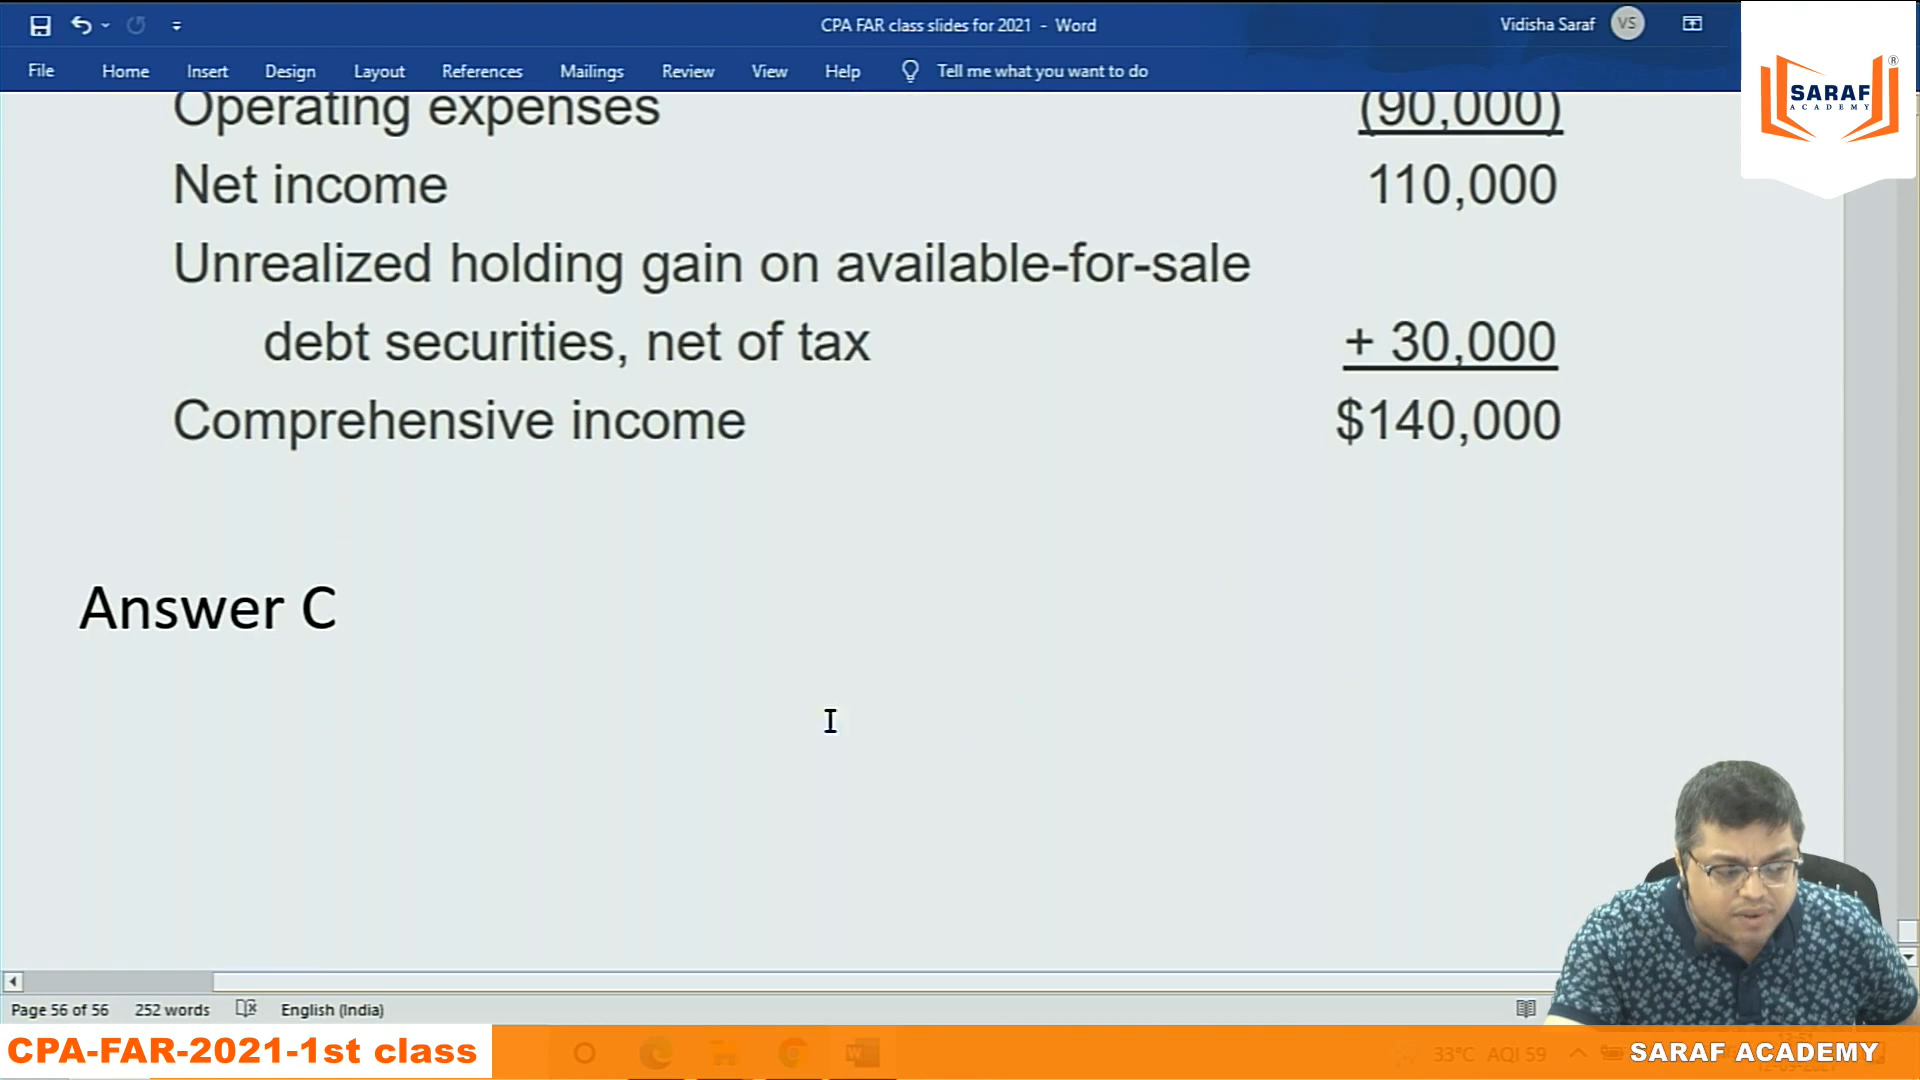 CPA FAR class slides for 2021 - Word
Vidisha Saraf VS
File Home Insert Design Layout References Mailings Review View Help Tell me what you want to do
SARAF
ACADEMY
®
Operating expenses (90,000)
Net income 110,000
Unrealized holding gain on available-for-sale
debt securities, net of tax + 30,000
Comprehensive income $140,000
Answer C
Page 56 of 56 252 words English (India)
CPA-FAR-2021-1st class
33°C AQI 59
SARAF ACADEMY